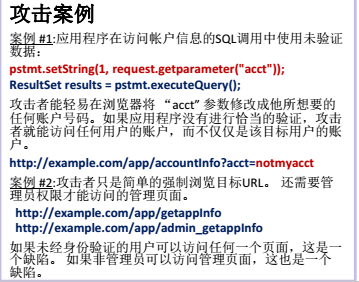 攻击案例
案例 #1:应用程序在访问帐户信息的SQL调用中使用未验证
数据：
pstmt.setString(1, request.getparameter("acct"));
ResultSet results = pstmt.executeQuery();
攻击者能轻易在浏览器将 “acct” 参数修改成他所想要的
任何账户号码。如果应用程序没有进行恰当的验证，攻击
者就能访问任何用户的账户，而不仅仅是该目标用户的账
户。
http://example.com/app/accountInfo?acct=notmyacct
案例 #2:攻击者只是简单的强制浏览目标URL。 还需要管
理员权限才能访问的管理页面。
http://example.com/app/getappInfo
http://example.com/app/admin_getappInfo
如果未经身份验证的用户可以访问任何一个页面，这是一
个缺陷。 如果非管理员可以访问管理页面，这也是一个
缺陷。